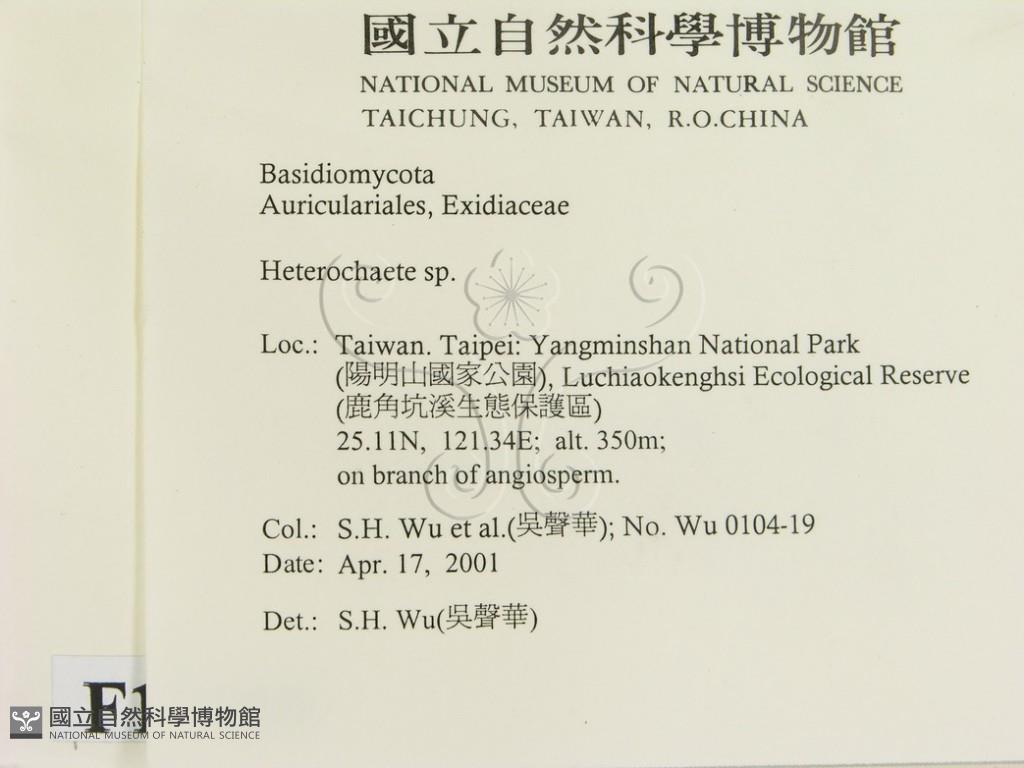 國立自然科學博物館
NATIONAL MUSEUM OF NATURAL SCIENCE
TAICHUNG, TAIWAN, R.O.CHINA
Basidiomycota
Auriculariales, Exidiaceae
Heterochaete sp.
Loc.: Taiwan. Taipei: Yangminshan National Park
(陽明山國家公園), Luchiaokenghsi Ecological Reserve
(鹿角坑溪生態保護區)
25.11N, 121.34E; alt. 350m;
on branch of angiosperm.
Col.: S.H. Wu et al.(吳聲華); No. Wu 0104-19
Date: Apr. 17, 2001
Det.: S.H. Wu(吳聲華)
國立自然科學博物館
NATIONAL MUSEUM OF NATURAL SCIENCE